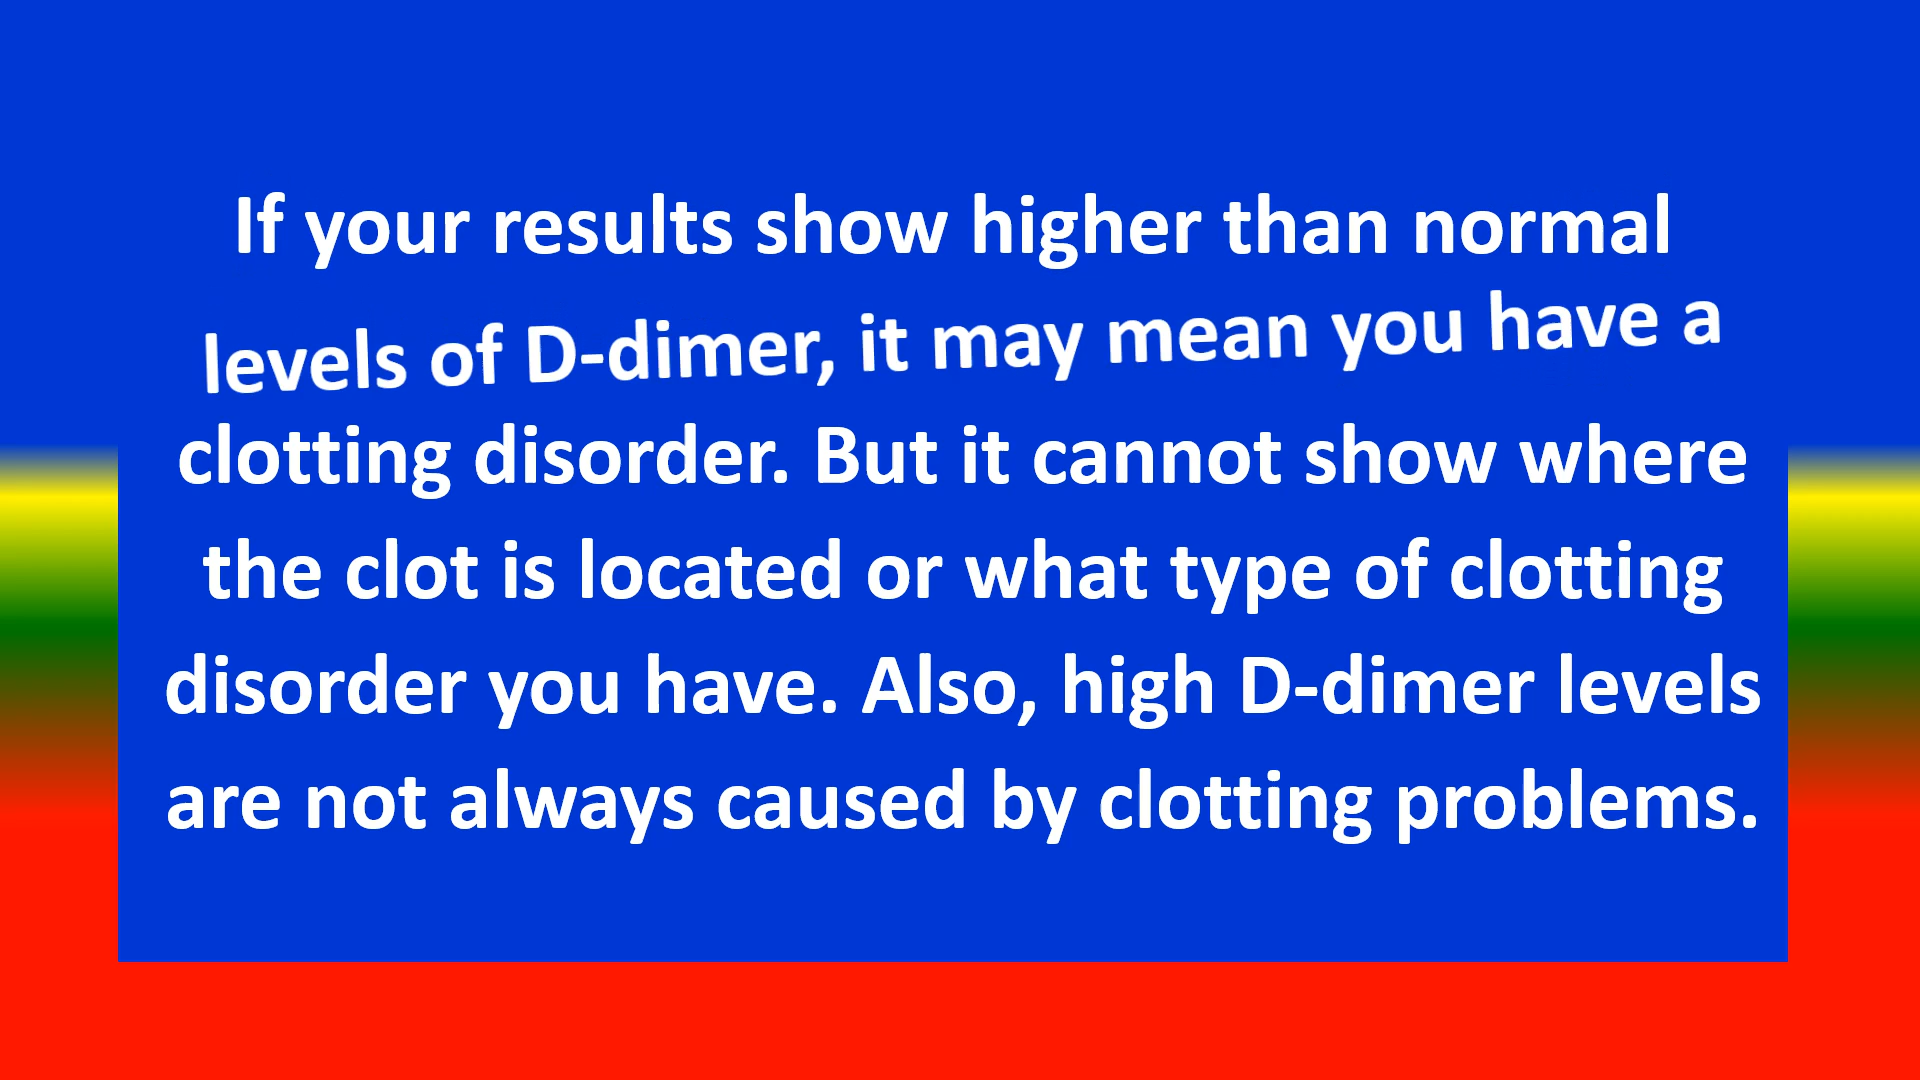 If your results show higher than normal
levels of D-dimer, it may mean you have a
clotting disorder. But it cannot show where
the clot is located or what type of clotting
disorder you have. Also, high D-dimer levels
are not always caused by clotting problems.